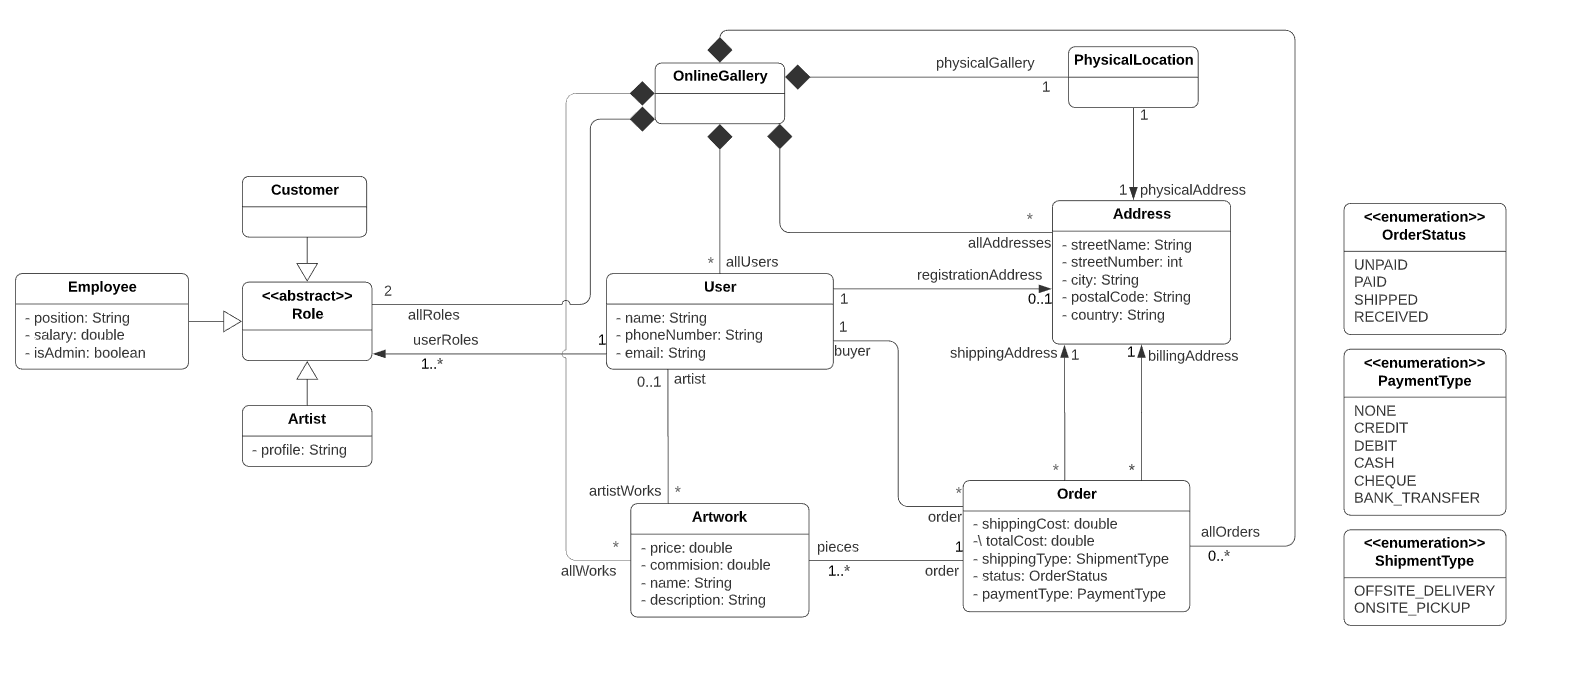 OnlineGallery
physicalGallery
1
PhysicalLocation
1
1
physicalAddress
Customer
Employee
- position: String
- salary: double
- isAdmin: boolean
<<abstract>>
Role
2
allRoles
userRoles
1
1..*
Artist
- profile: String
*
allUsers
User
- name: String
- phoneNumber: String
- email: String
*
allAddresses
registrationAddress
1
0..1
Address
- streetName: String
- streetNumber: int
- city: String
- postalCode: String
- country: String
1
buyer
shippingAddress
1
1
billingAddress
0..1
artist
artistWorks
*
*
allWorks
Artwork
- price: double
- commision: double
- name: String
- description: String
pieces
1..*
1
order
*
order
*
*
Order
- shippingCost: double
-\ totalCost: double
- shippingType: ShipmentType
- status: OrderStatus
- paymentType: PaymentType
allOrders
0..*
<<enumeration>>
OrderStatus
UNPAID
PAID
SHIPPED
RECEIVED
<<enumeration>>
PaymentType
NONE
CREDIT
DEBIT
CASH
CHEQUE
BANK_TRANSFER
<<enumeration>>
ShipmentType
OFFSITE_DELIVERY
ONSITE_PICKUP